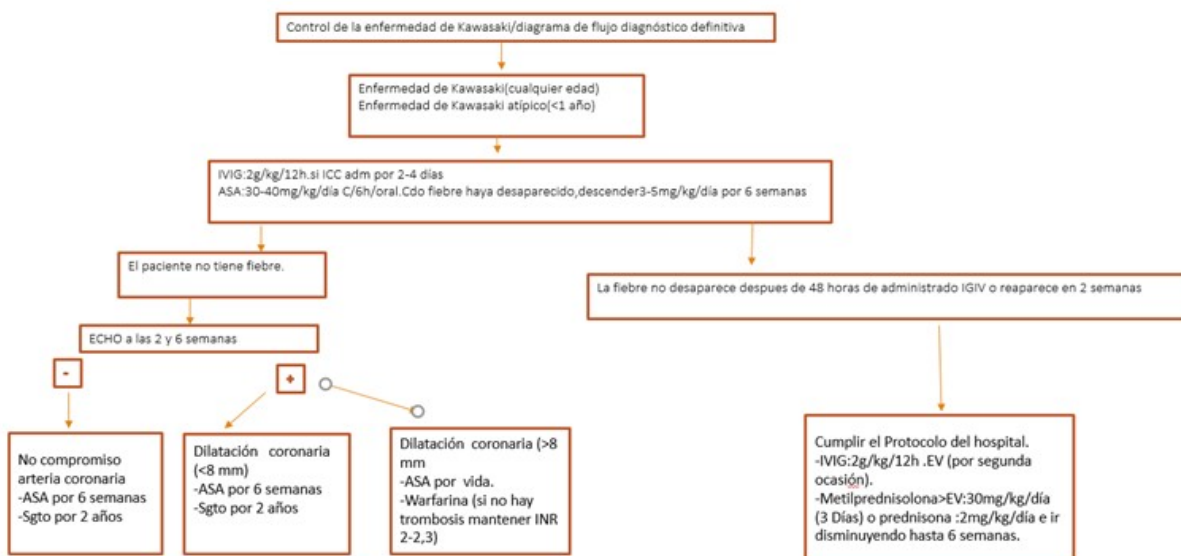 Control de la enfermedad de Kawasaki/diagrama de flujo diagnóstico definitiva
Enfermedad de Kawasaki(cualquier edad)
Enfermedad de Kawasaki atípico(<1 año)
IVIG:2g/kg/12h.si ICC adm por 2-4 días
ASA:30-40mg/kg/día C/6h/oral.Cdo fiebre haya desaparecido,descender3-5mg/kg/día por 6 semanas
El paciente no tiene fiebre.
La fiebre no desaparece despues de 48 horas de administrado IGIV o reaparece en 2 semanas
ECHO a las 2 y 6 semanas
-
+
No compromiso
arteria coronaria
-ASA por 6 semanas
-Sgto por 2 años
Dilatación coronaria
(<8 mm)
-ASA por 6 semanas
-Sgto por 2 años
Dilatación coronaria (>8
mm
-ASA por vida.
-Warfarina (si no hay
trombosis mantener INR
2-2,3)
Cumplir el Protocolo del hospital.
-IVIG:2g/kg/12h .EV (por segunda
ocasión).
-Metilprednisolona>EV:30mg/kg/día
(3 Días) o prednisona :2mg/kg/día e ir
disminuyendo hasta 6 semanas.